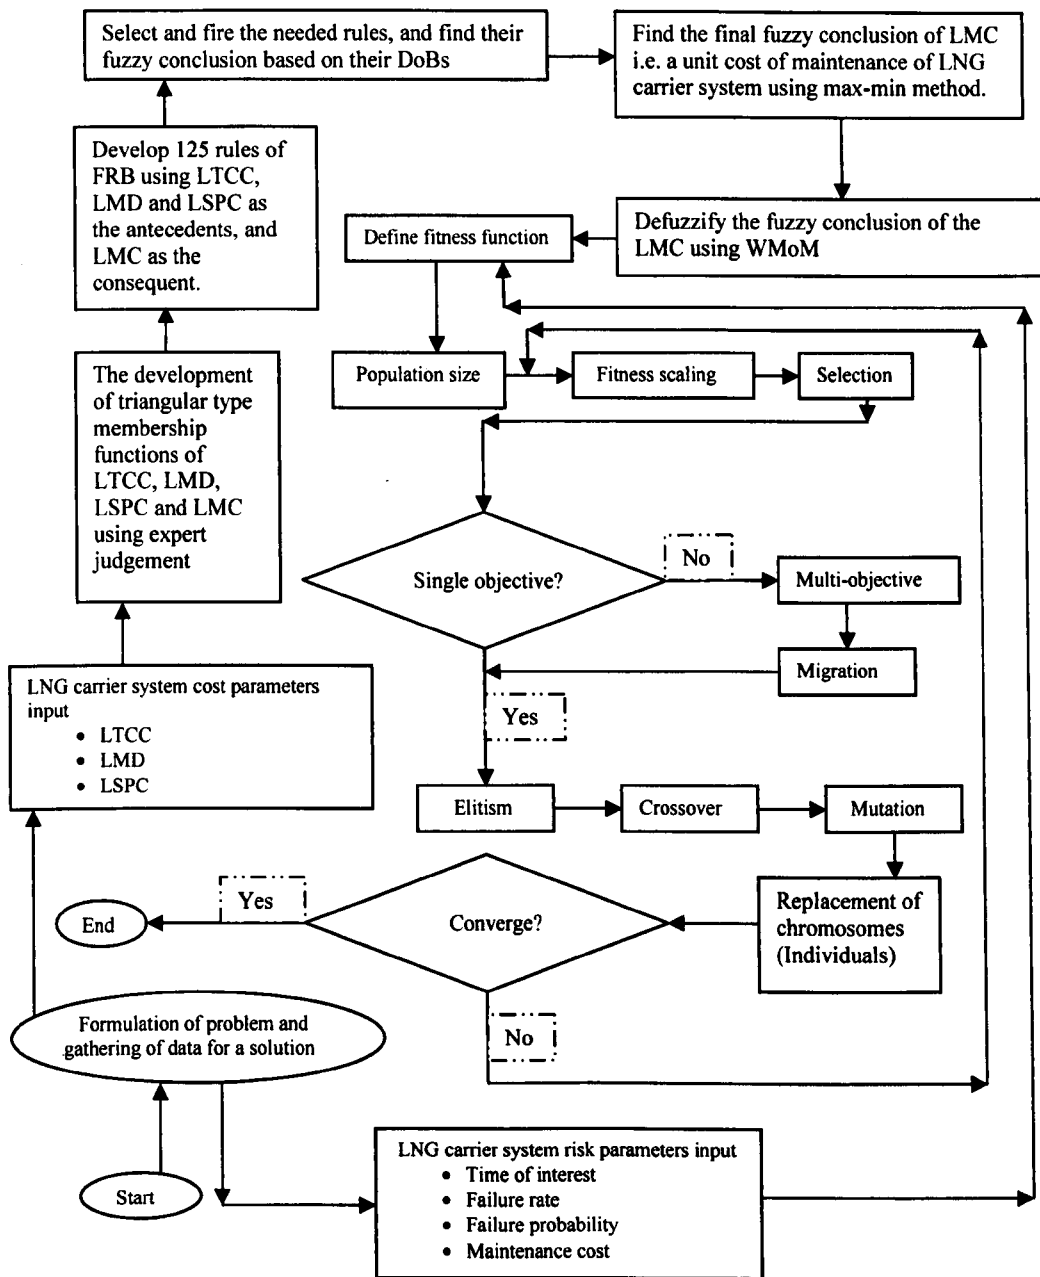 Select and fire the needed rules, and find their
fuzzy conclusion based on their DoBs
Find the final fuzzy conclusion of LMC
i.e. a unit cost of maintenance of LNG
carrier system using max-min method.
Develop 125 rules of
FRB using LTCC,
LMD and LSPC as
the antecedents, and
LMC as the
consequent.
Define fitness function
Defuzzify the fuzzy conclusion of the
LMC using WMoM
The development
of triangular type
membership
functions of
LTCC, LMD,
LSPC and LMC
using expert
judgement
Population size
Fitness scaling
Selection
Single objective?
No
Multi-objective
Migration
Yes
LNG carrier system cost parameters
input
• LTCC
• LMD
• LSPC
Elitism
Crossover
Mutation
Replacement of
chromosomes
(Individuals)
Converge?
Yes
End
No
Formulation of problem and
gathering of data for a solution
Start
LNG carrier system risk parameters input
• Time of interest
• Failure rate
• Failure probability
• Maintenance cost